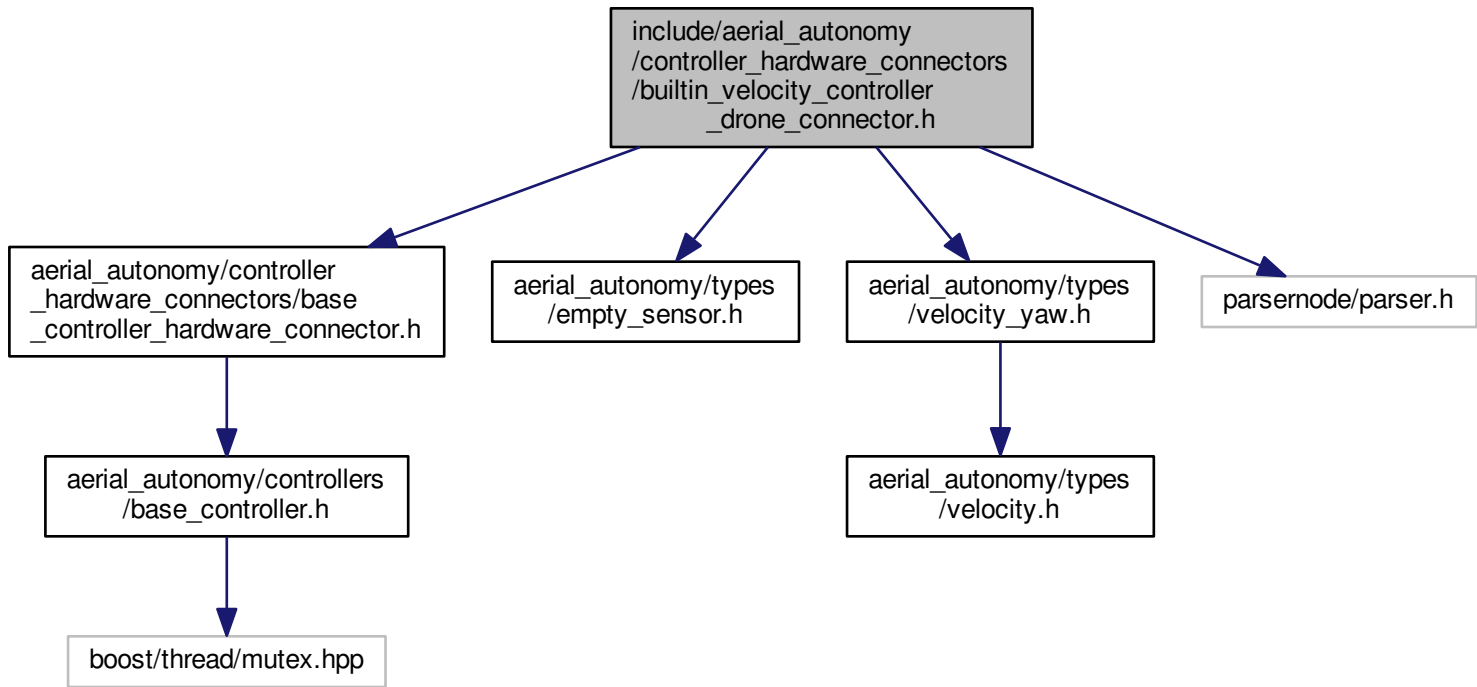 include/aerial_autonomy
/controller_hardware_connectors
/builtin_velocity_controller
_drone_connector.h
aerial_autonomy/controller
_hardware_connectors/base
_controller_hardware_connector.h
aerial_autonomy/types
/empty_sensor.h
aerial_autonomy/types
/velocity_yaw.h
parsernode/parser.h
aerial_autonomy/controllers
/base_controller.h
aerial_autonomy/types
/velocity.h
boost/thread/mutex.hpp